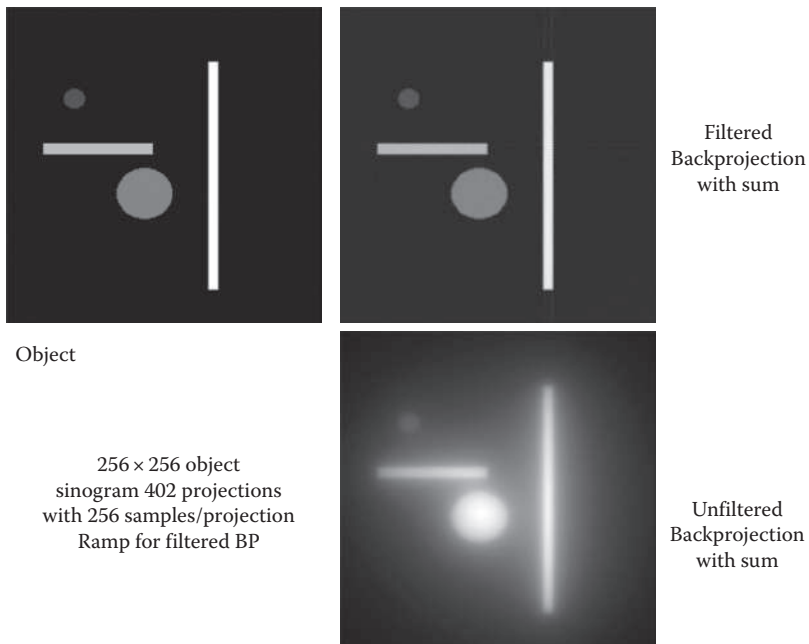 Filtered
Backprojection
with sum
Object
256 × 256 object
sinogram 402 projections
with 256 samples/projection
Ramp for filtered BP
Unfiltered
Backprojection
with sum